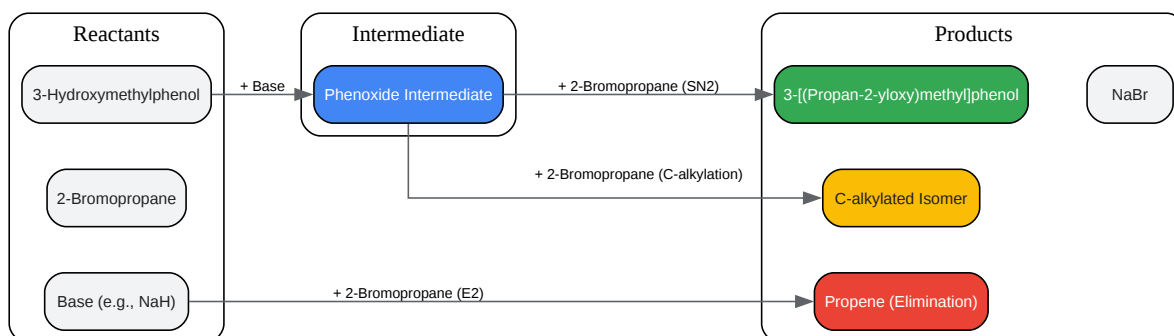 Reactants
Intermediate
Products
3-Hydroxymethylphenol
+ Base
Phenoxide Intermediate
+ 2-Bromopropane (SN2)
3-[(Propan-2-yloxy)methyl]phenol
NaBr
+ 2-Bromopropane (C-alkylation)
2-Bromopropane
C-alkylated Isomer
Base (e.g., NaH)
+ 2-Bromopropane (E2)
Propene (Elimination)